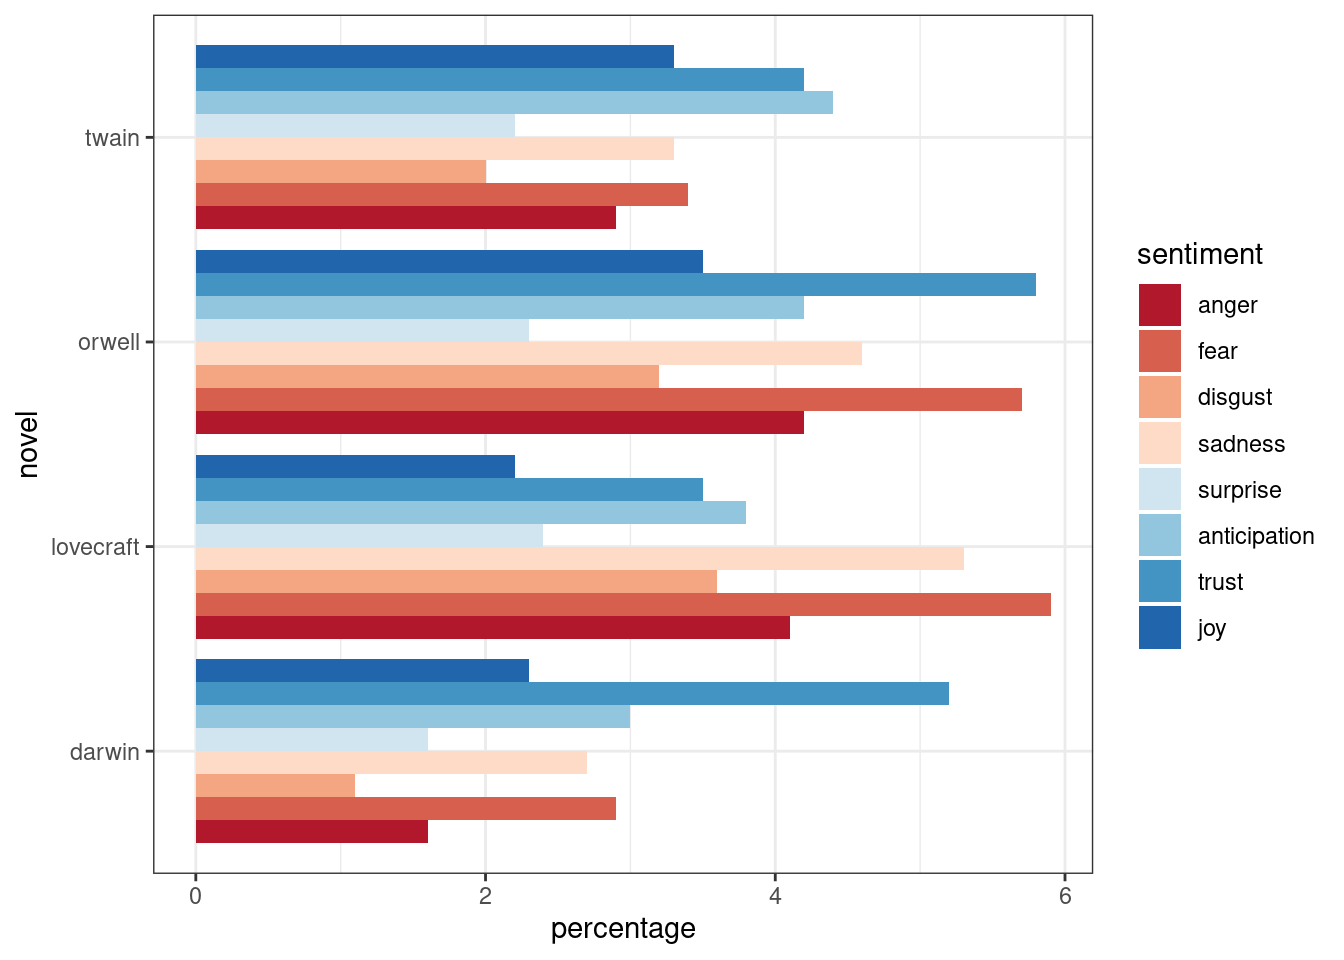 twain
orwell
lovecraft
darwin
novel
0 2 4 6
percentage
sentiment
anger
fear
disgust
sadness
surprise
anticipation
trust
joy